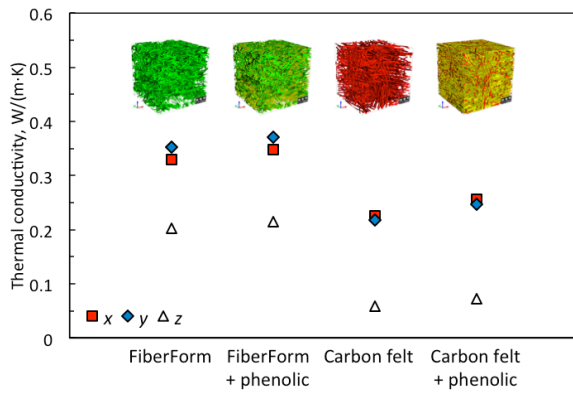 Thermal conductivity, W/(m·K)
0.6
0.5
0.4
0.3
0.2
0.1
0
x y z
FiberForm
FiberForm
+ phenolic
Carbon felt
Carbon felt
+ phenolic